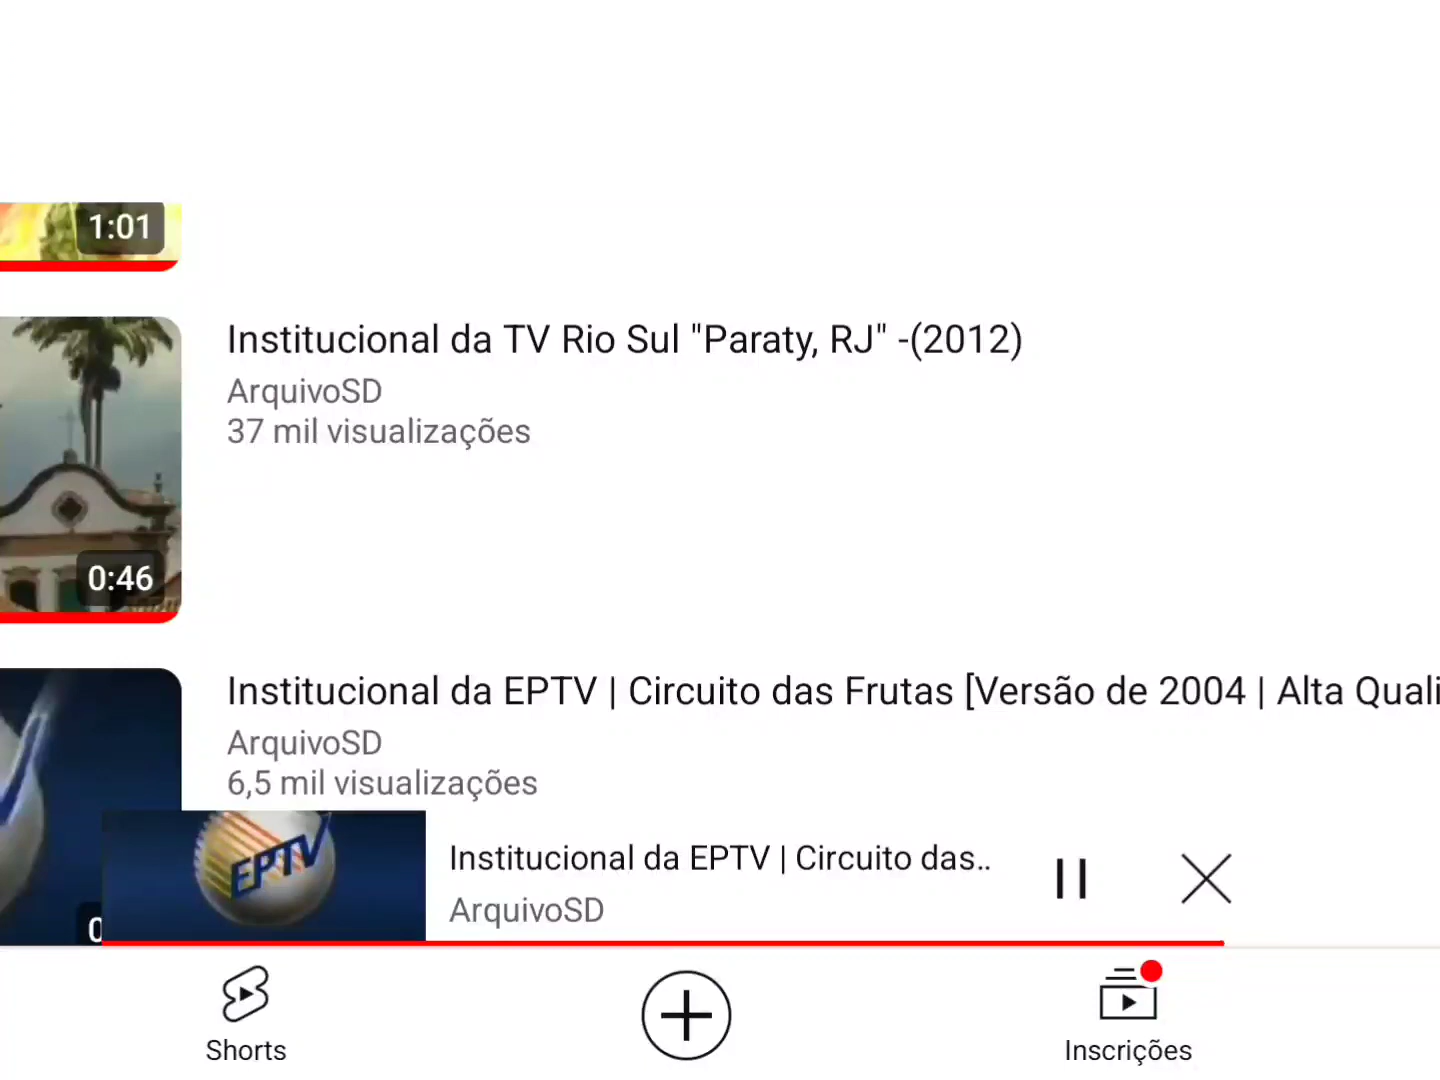 1:01
Institucional da TV Rio Sul "Paraty, RJ" -(2012)
ArquivoSD
37 mil visualizações
0:46
Institucional da EPTV | Circuito das Frutas [Versão de 2004 | Alta Quali
ArquivoSD
6,5 mil visualizações
0
EPTV
Institucional da EPTV | Circuito das..
ArquivoSD
Shorts
Inscrições